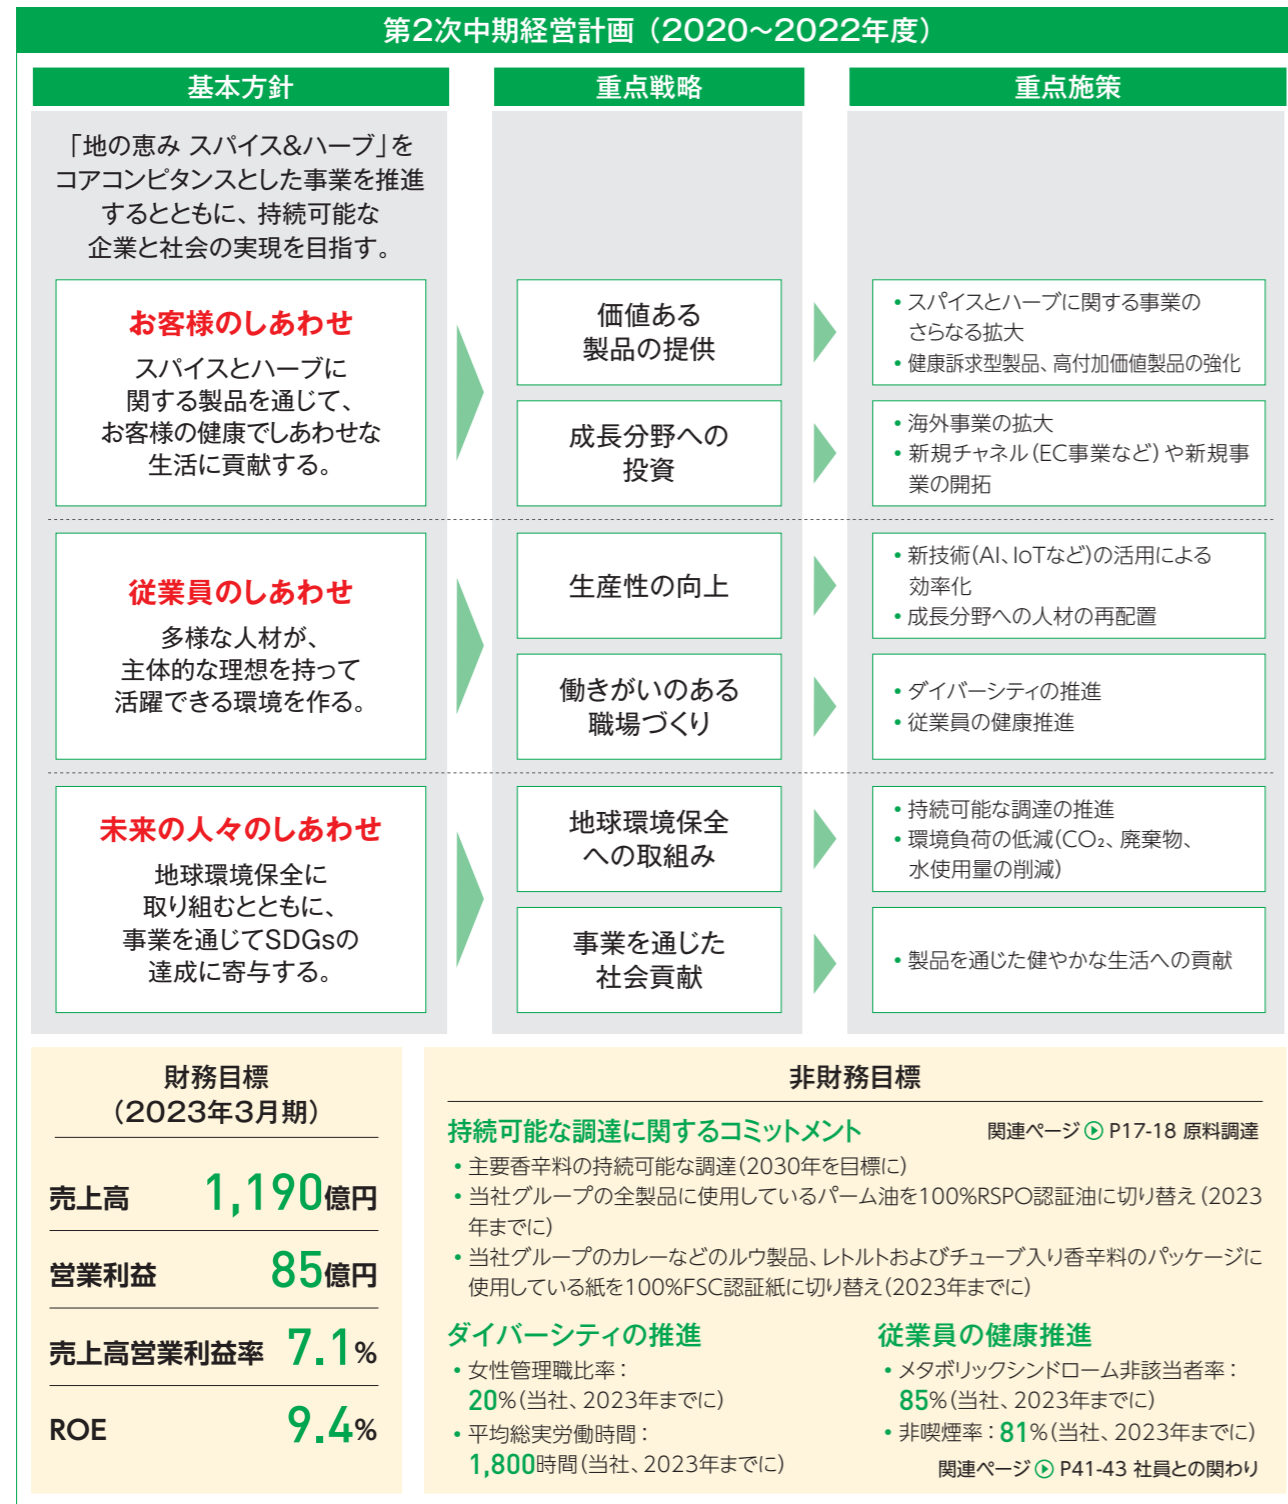 第2次中期経営計画（2020～2022年度）
基本方針
重点戦略
重点施策
「地の恵み スパイス&ハーブ」を
コアコンピタンスとした事業を推進
するとともに、持続可能な
企業と社会の実現を目指す。
お客様のしあわせ
スパイスとハーブに
関する製品を通じて、
お客様の健康でしあわせな
生活に貢献する。
価値ある
製品の提供
• スパイスとハーブに関する事業の
さらなる拡大
• 健康訴求型製品、高付加価値製品の強化
成長分野への
投資
• 海外事業の拡大
• 新規チャネル（EC事業など）や新規事
業の開拓
従業員のしあわせ
多様な人材が、
主体的な理想を持って
活躍できる環境を作る。
生産性の向上
• 新技術(AI、IoTなど)の活用による
効率化
• 成長分野への人材の再配置
働きがいのある
職場づくり
• ダイバーシティの推進
• 従業員の健康推進
未来の人々のしあわせ
地球環境保全に
取り組むとともに、
事業を通じてSDGsの
達成に寄与する。
地球環境保全
への取組み
• 持続可能な調達の推進
• 環境負荷の低減(CO₂、廃棄物、
水使用量の削減)
事業を通じた
社会貢献
• 製品を通じた健やかな生活への貢献
財務目標
（2023年3月期）
売上高 1,190億円
営業利益 85億円
売上高営業利益率 7.1%
ROE 9.4%
非財務目標
持続可能な調達に関するコミットメント 関連ページ P17-18 原料調達
• 主要香辛料の持続可能な調達(2030年を目標に)
• 当社グループの全製品に使用しているパーム油を100%RSPO認証油に切り替え(2023
年までに)
• 当社グループのカレーなどのルウ製品、レトルトおよびチューブ入り香辛料のパッケージに
使用している紙を100%FSC認証紙に切り替え(2023年までに)
ダイバーシティの推進
• 女性管理職比率：
20%(当社、2023年までに)
• 平均総実労働時間：
1,800時間(当社、2023年までに)
従業員の健康推進
• メタボリックシンドローム非該当者率：
85%(当社、2023年までに)
• 非喫煙率：81%(当社、2023年までに)
関連ページ P41-43 社員との関わり